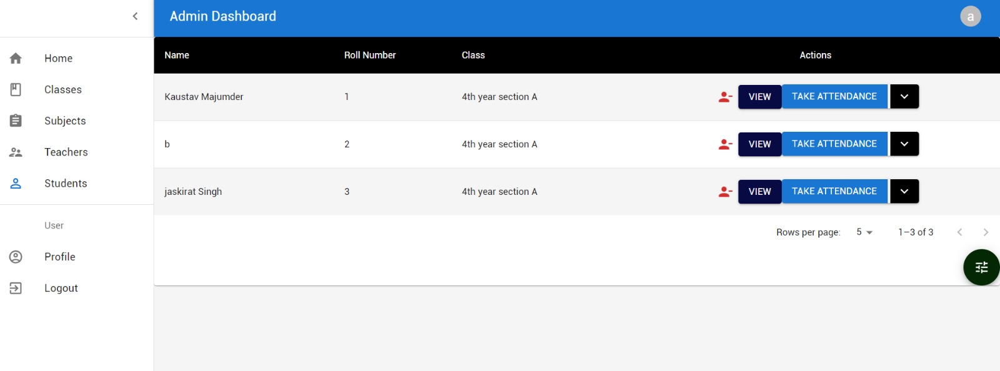 Admin Dashboard
a
Home
Classes
Subjects
Teachers
Students
User
Profile
Logout
Name Roll Number Class Actions
Kaustav Majumder 1 4th year section A VIEW TAKE ATTENDANCE
b 2 4th year section A VIEW TAKE ATTENDANCE
jaskirat Singh 3 4th year section A VIEW TAKE ATTENDANCE
Rows per page: 5 1–3 of 3